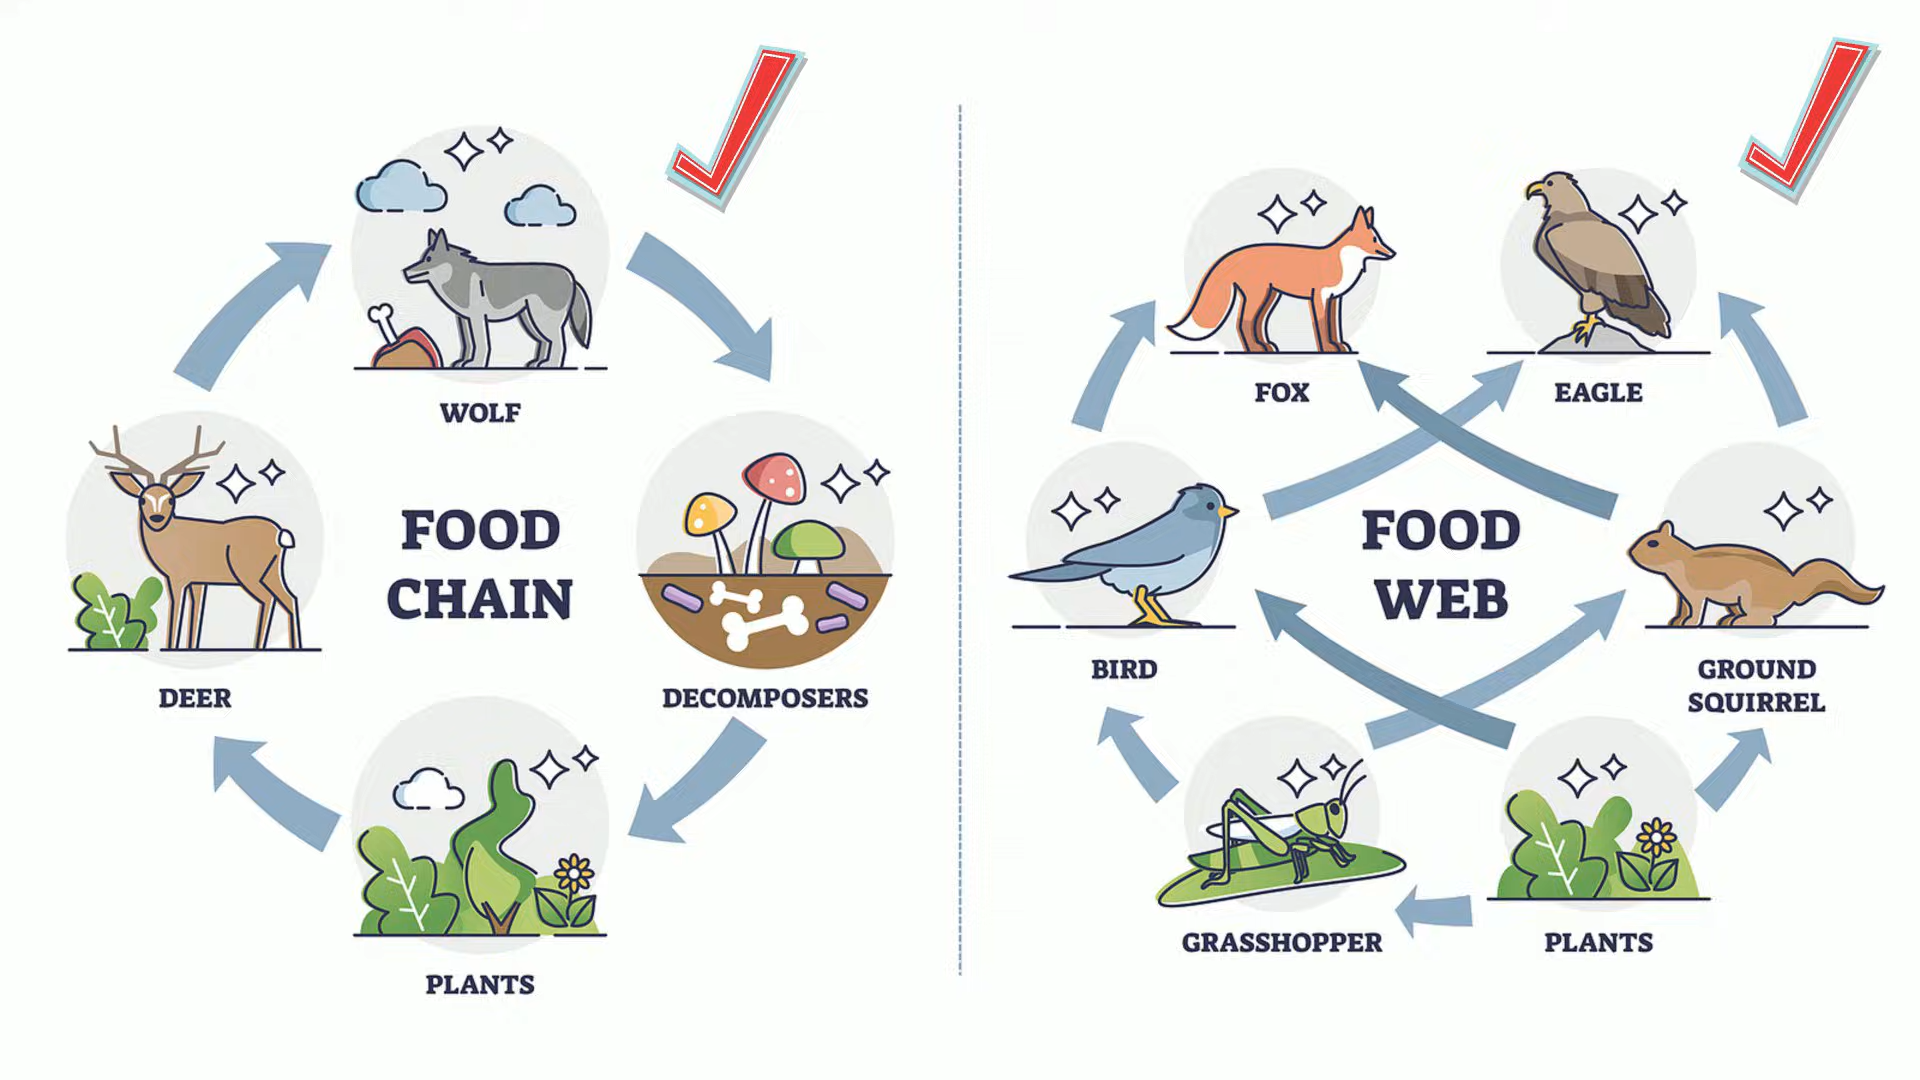 WOLF
DEER
FOOD
CHAIN
DECOMPOSERS
PLANTS
FOX
EAGLE
BIRD
FOOD
WEB
GROUND
SQUIRREL
GRASSHOPPER
PLANTS